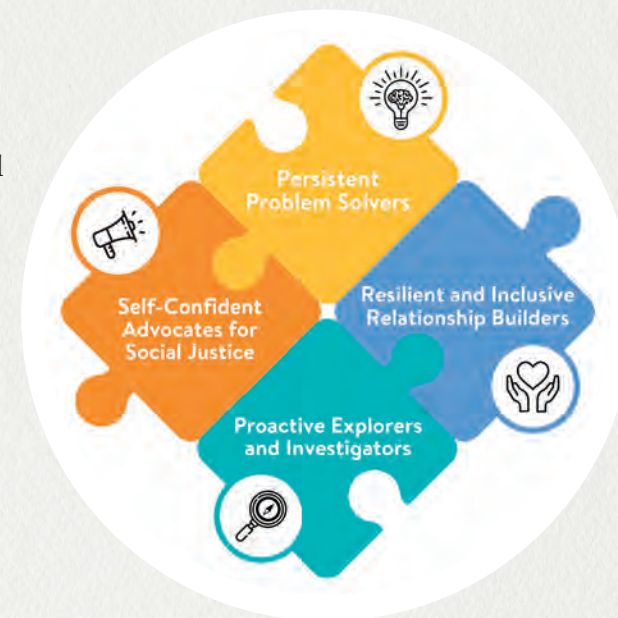 Persistent
Problem Solvers
Self-Confident
Advocates for
Social Justice
Resilient and Inclusive
Relationship Builders
Proactive Explorers
and Investigators